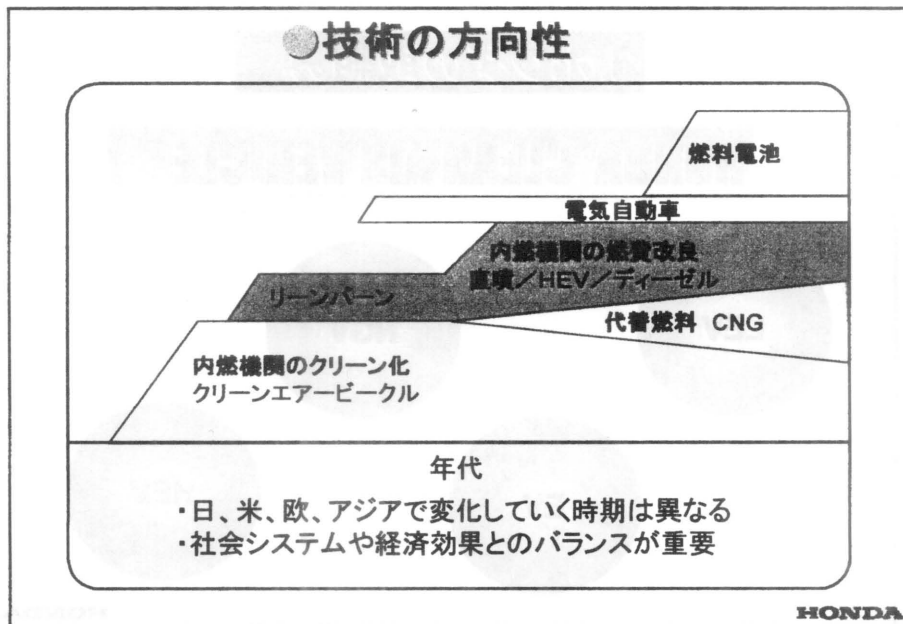 ●技術の方向性
燃料電池
電気自動車
内燃機関の燃費改良
直噴／HEV／ディーゼル
リーンバーン
代替燃料 CNG
内燃機関のクリーン化
クリーンエアービークル
年代
・日、米、欧、アジアで変化していく時期は異なる
・社会システムや経済効果とのバランスが重要
HONDA